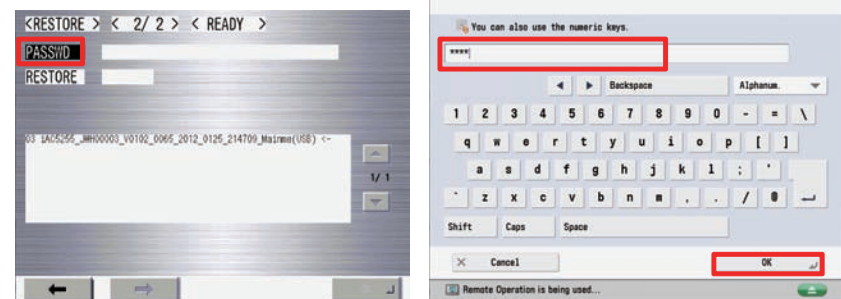 <RESTORE > < 2/ 2 > < READY >
PASSWD
RESTORE
_V0102_0065_2012_0125_214709_Mainme(USB) <-
1/ 1
You can also use the numeric keys.
****
Backspace
Alphanum.
1 2 3 4 5 6 7 8 9 0 - = \
q w e r t y u i o p [ ]
a s d f g h j k l ; '
` z x c v b n m , . / @
Shift Caps Space
× Cancel
OK
Remote Operation is being used...